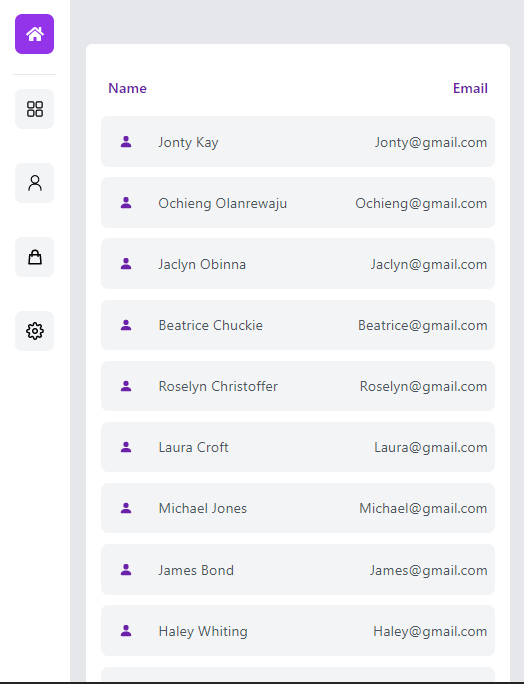 Name Email
Jonty Kay Jonty@gmail.com
Ochieng Olanrewaju Ochieng@gmail.com
Jaclyn Obinna Jaclyn@gmail.com
Beatrice Chuckie Beatrice@gmail.com
Roselyn Christoffer Roselyn@gmail.com
Laura Croft Laura@gmail.com
Michael Jones Michael@gmail.com
James Bond James@gmail.com
Haley Whiting Haley@gmail.com